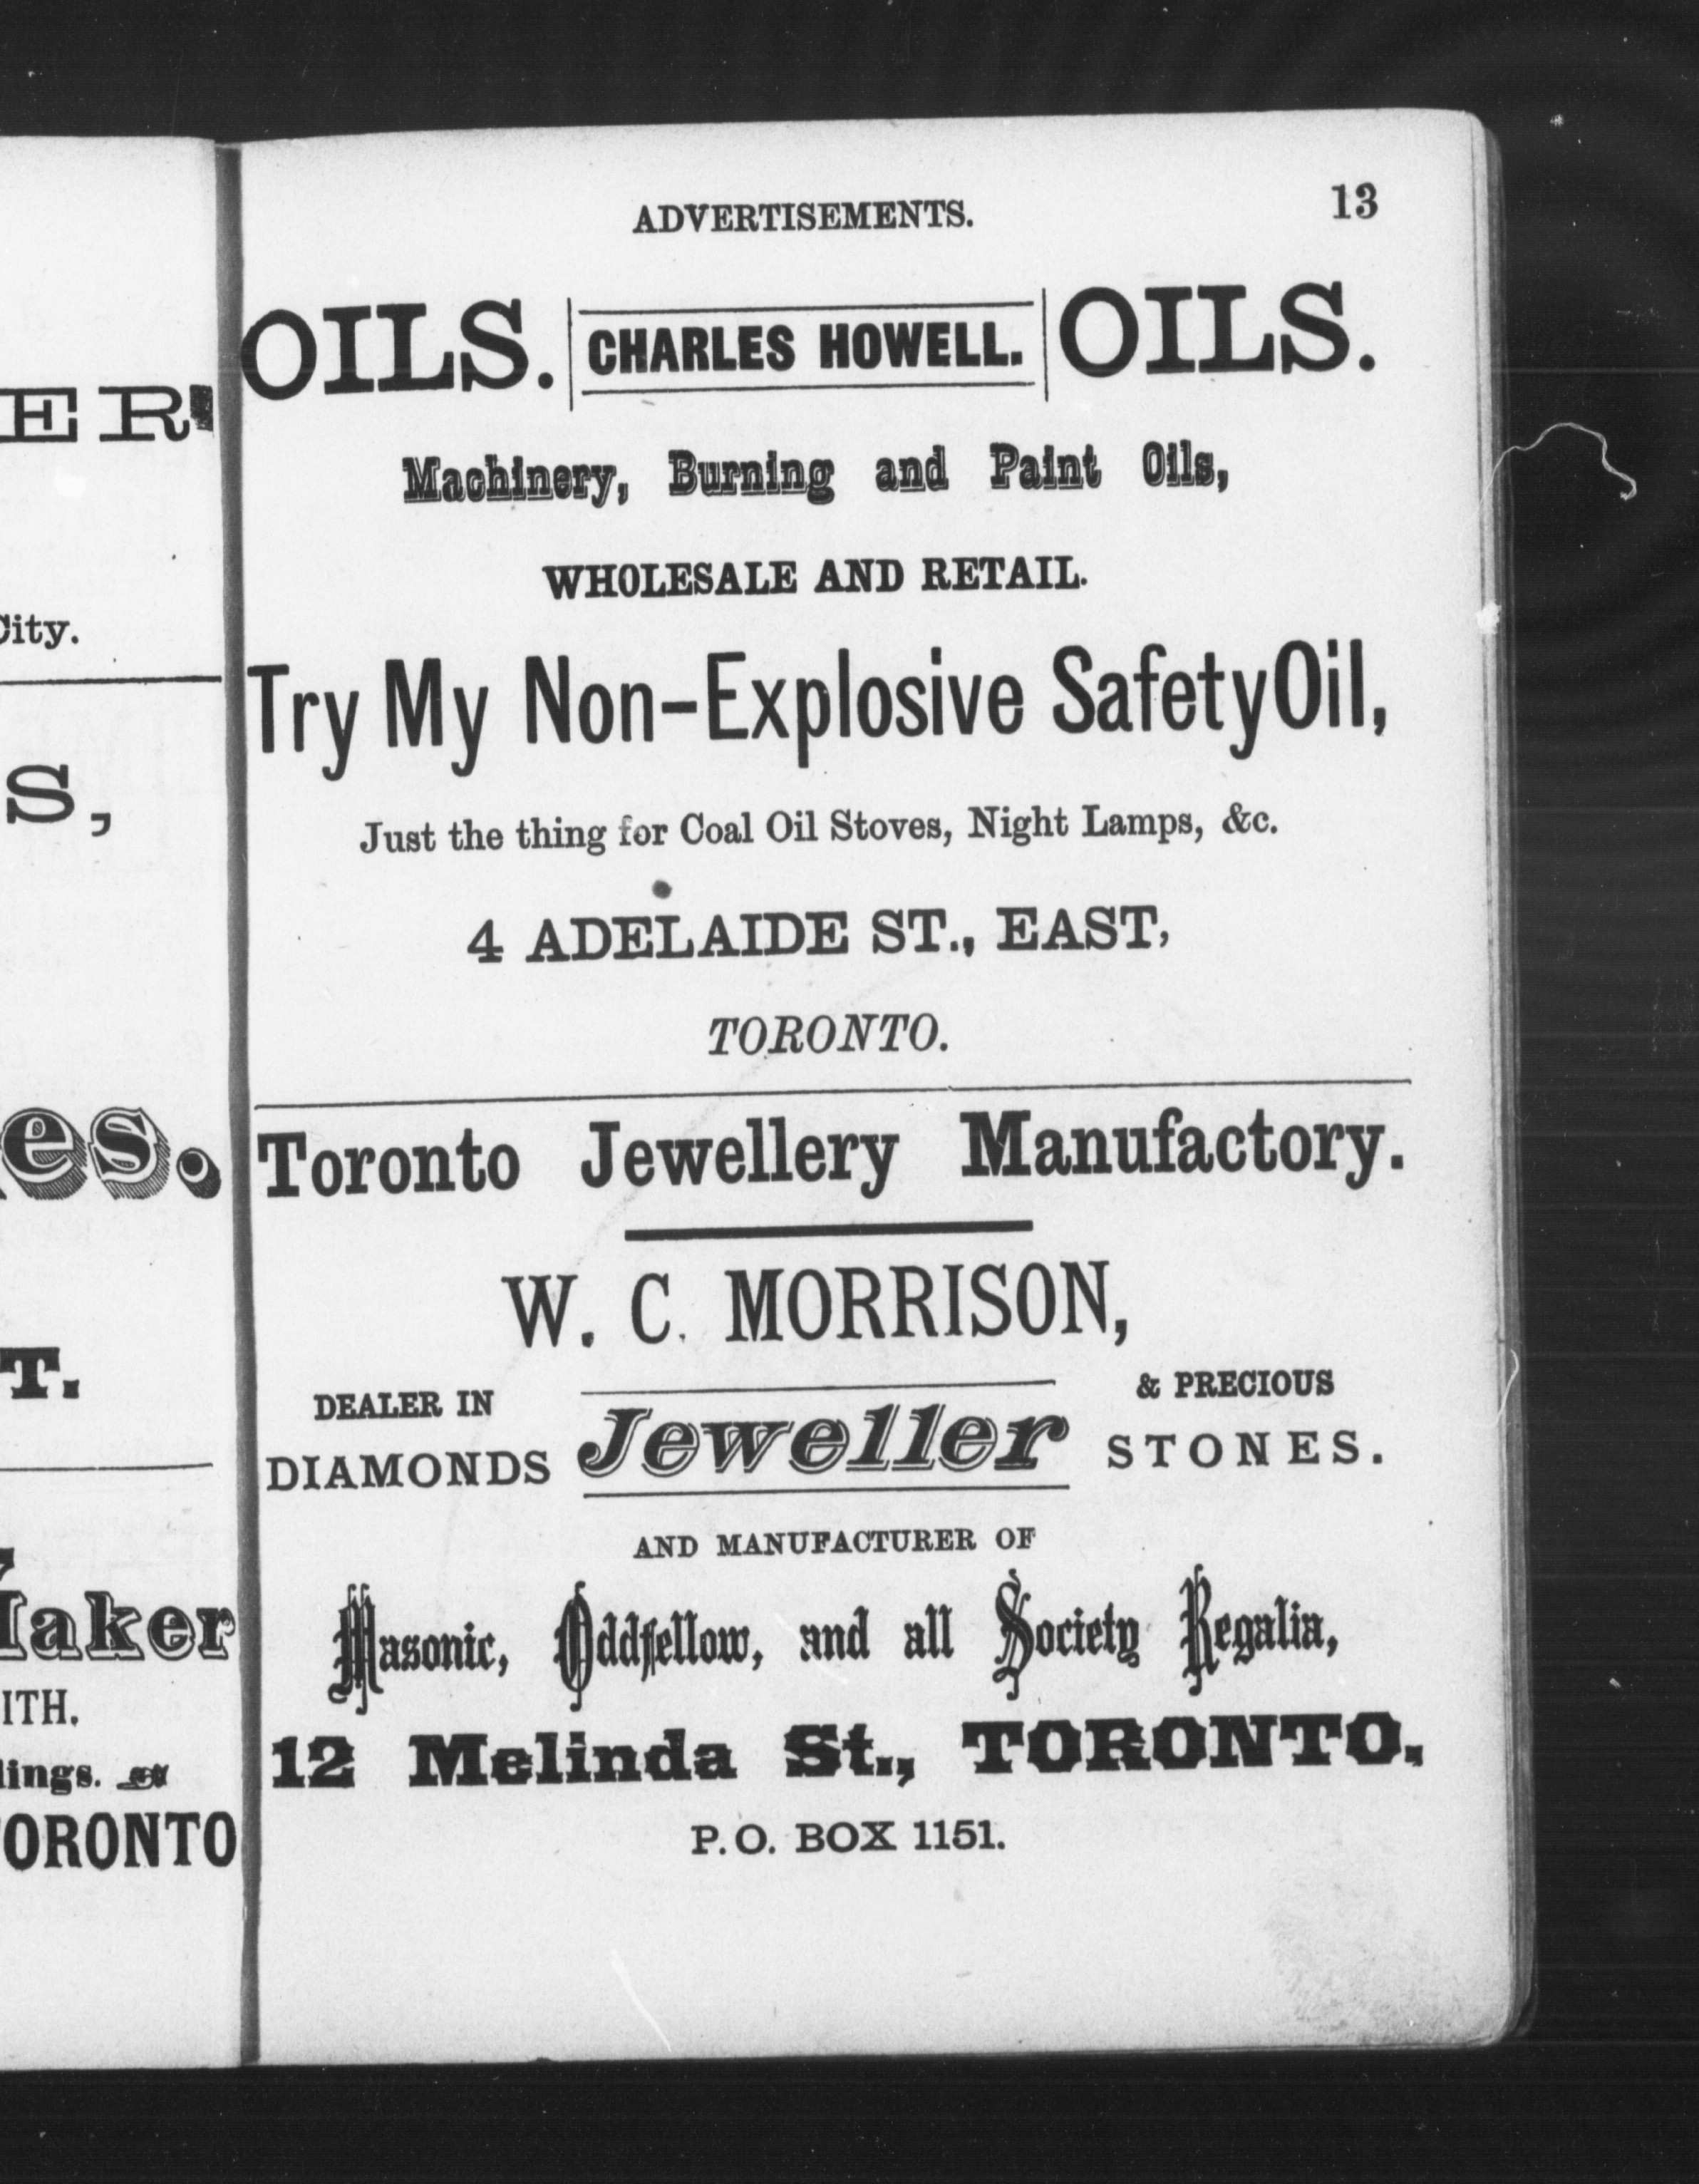 ER
City.
S,
es.
T.
Maker
ITH.
lings.
TORONTO
ADVERTISEMENTS. 13
OILS. CHARLES HOWELL. OILS.
Machinery, Burning and Paint Oils,
WHOLESALE AND RETAIL.
Try My Non-Explosive Safety Oil,
Just the thing for Coal Oil Stoves, Night Lamps, &c.
4 ADELAIDE ST., EAST,
TORONTO.
Toronto Jewellery Manufactory.
W. C. MORRISON,
DEALER IN
DIAMONDS
Jeweller
& PRECIOUS
STONES.
AND MANUFACTURER OF
Masonic, Oddfellow, and all Society Regalia,
12 Melinda St., TORONTO.
P. O. BOX 1151.